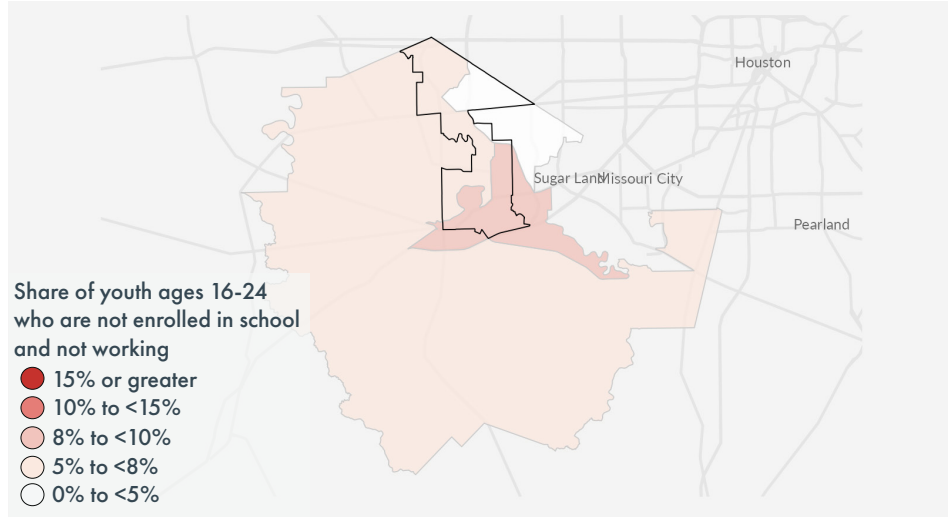 Houston
Sugar Land
Missouri City
Pearland
Share of youth ages 16-24
who are not enrolled in school
and not working
15% or greater
10% to <15%
8% to <10%
5% to <8%
0% to <5%